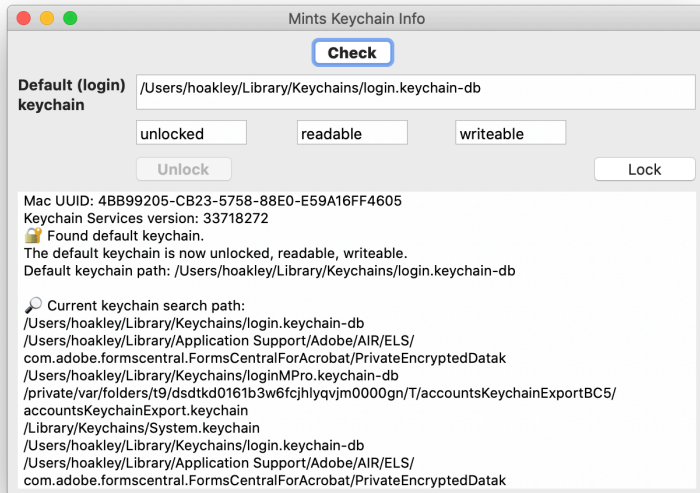 Mints Keychain Info
Check
Default (login)
keychain
/Users/hoakley/Library/Keychains/login.keychain-db
unlocked
readable
writeable
Unlock
Lock
Mac UUID: 4BB99205-CB23-5758-88E0-E59A16FF4605
Keychain Services version: 33718272
🔐 Found default keychain.
The default keychain is now unlocked, readable, writeable.
Default keychain path: /Users/hoakley/Library/Keychains/login.keychain-db
🔎 Current keychain search path:
/Users/hoakley/Library/Keychains/login.keychain-db
/Users/hoakley/Library/Application Support/Adobe/AIR/ELS/
com.adobe.formscentral.FormsCentralForAcrobat/PrivateEncryptedDatak
/Users/hoakley/Library/Keychains/loginMPro.keychain-db
/private/var/folders/t9/dsdtkd0161b3w6fcjhlyqvjm0000gn/T/accountsKeychainExportBC5/
accountsKeychainExport.keychain
/Library/Keychains/System.keychain
/Users/hoakley/Library/Keychains/login.keychain-db
/Users/hoakley/Library/Application Support/Adobe/AIR/ELS/
com.adobe.formscentral.FormsCentralForAcrobat/PrivateEncryptedDatak